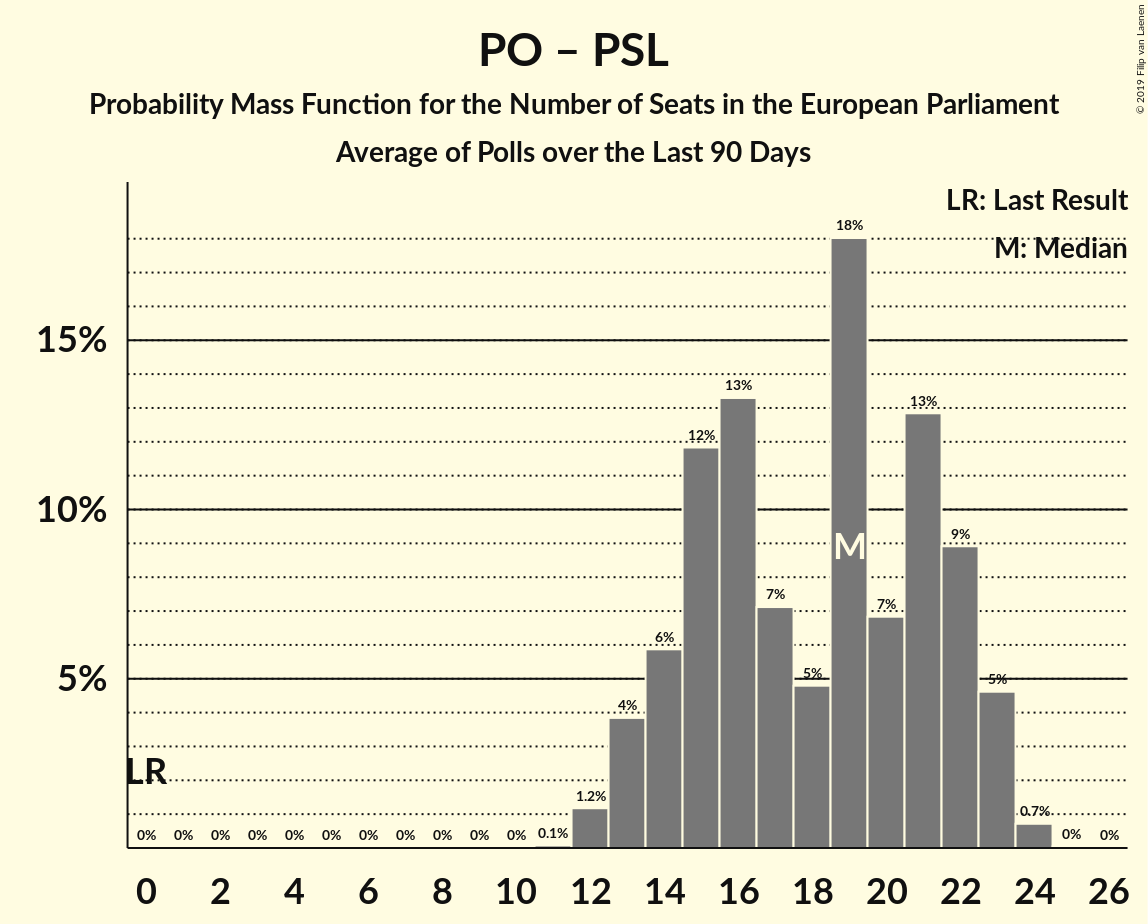 PO – PSL
Probability Mass Function for the Number of Seats in the European Parliament
Average of Polls over the Last 90 Days
© 2019 Filip van Laenen
LR: Last Result
M: Median
18%
15%
13%
13%
12%
10%
9%
M
7%
7%
6%
5%
5%
5%
4%
LR
1.2%
0.7%
0% 0% 0% 0% 0% 0% 0% 0% 0% 0% 0% 0.1% 0% 0%
0 2 4 6 8 10 12 14 16 18 20 22 24 26